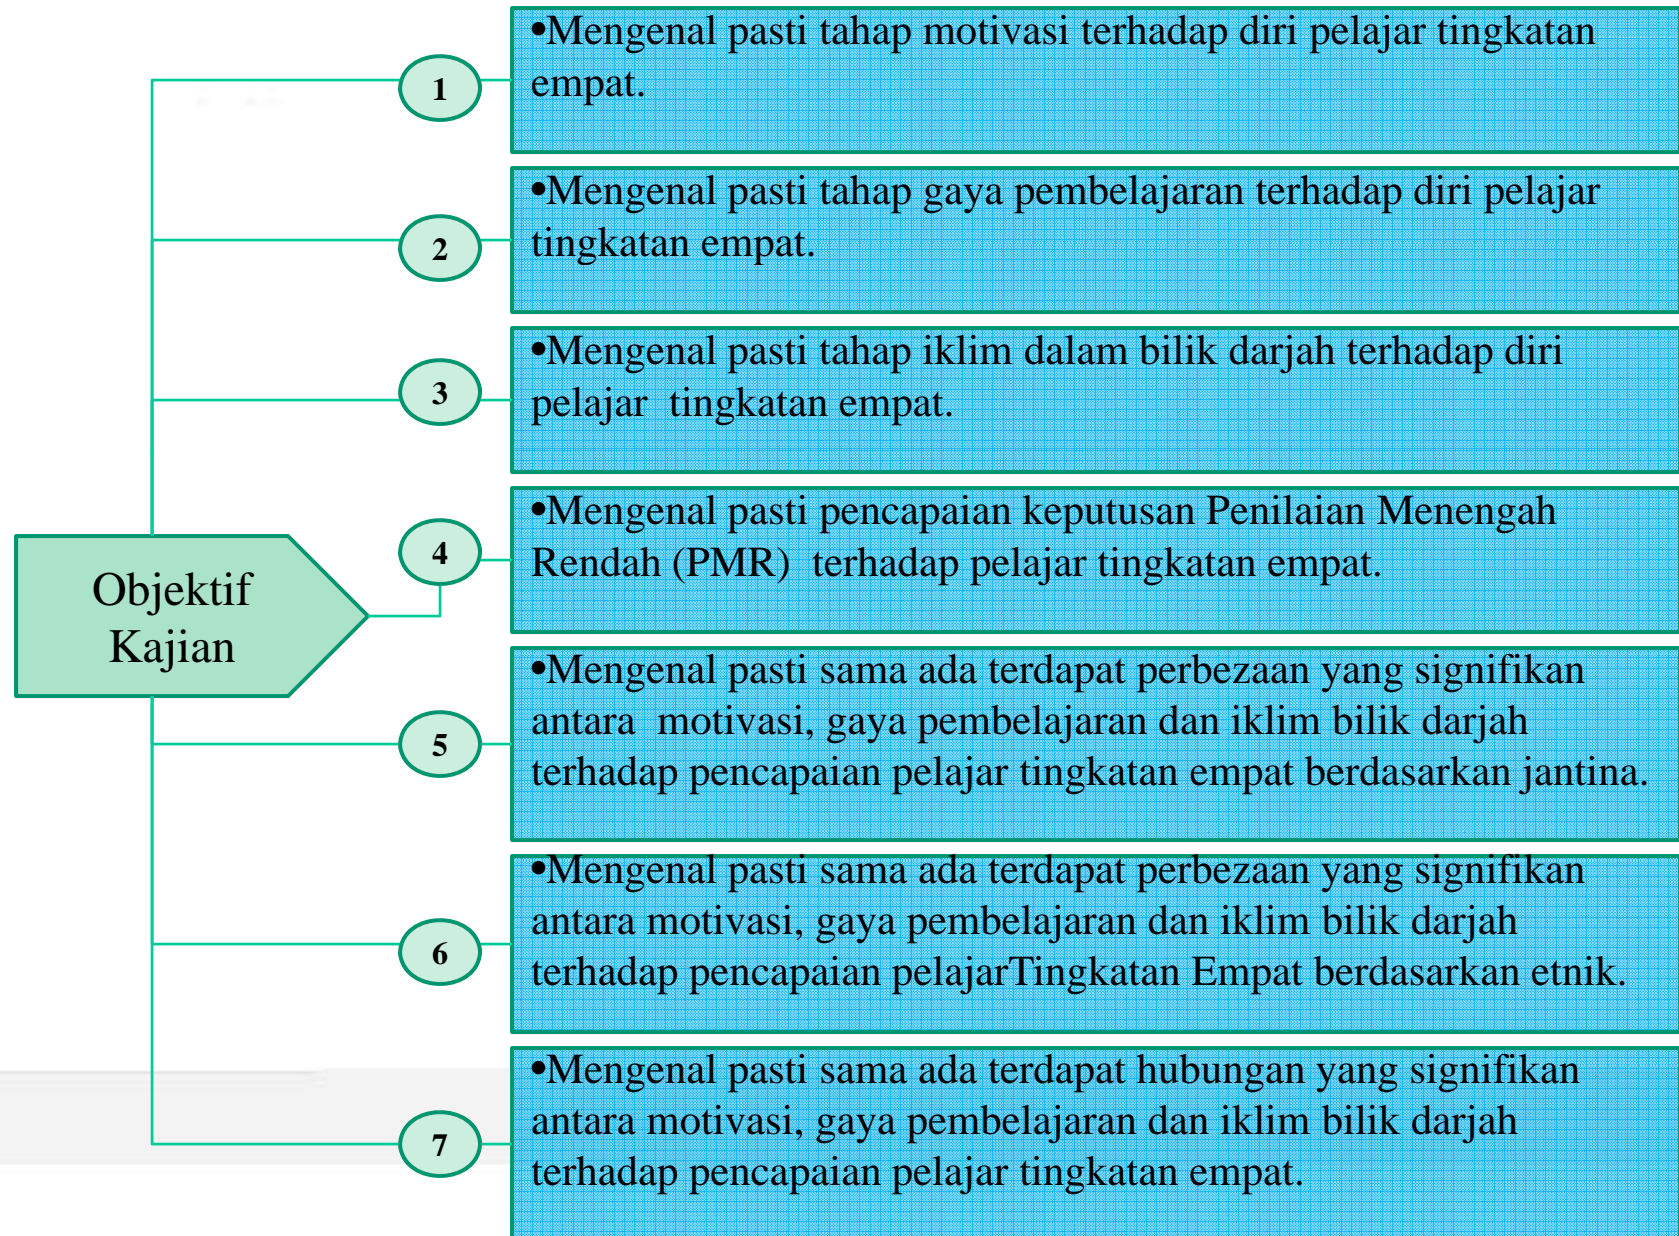 Objektif
Kajian
1
•Mengenal pasti tahap motivasi terhadap diri pelajar tingkatan
empat.
2
•Mengenal pasti tahap gaya pembelajaran terhadap diri pelajar
tingkatan empat.
3
•Mengenal pasti tahap iklim dalam bilik darjah terhadap diri
pelajar  tingkatan empat.
4
•Mengenal pasti pencapaian keputusan Penilaian Menengah
Rendah (PMR)  terhadap pelajar tingkatan empat.
5
•Mengenal pasti sama ada terdapat perbezaan yang signifikan
antara  motivasi, gaya pembelajaran dan iklim bilik darjah
terhadap pencapaian pelajar tingkatan empat berdasarkan jantina.
6
•Mengenal pasti sama ada terdapat perbezaan yang signifikan
antara motivasi, gaya pembelajaran dan iklim bilik darjah
terhadap pencapaian pelajarTingkatan Empat berdasarkan etnik.
7
•Mengenal pasti sama ada terdapat hubungan yang signifikan
antara motivasi, gaya pembelajaran dan iklim bilik darjah
terhadap pencapaian pelajar tingkatan empat.